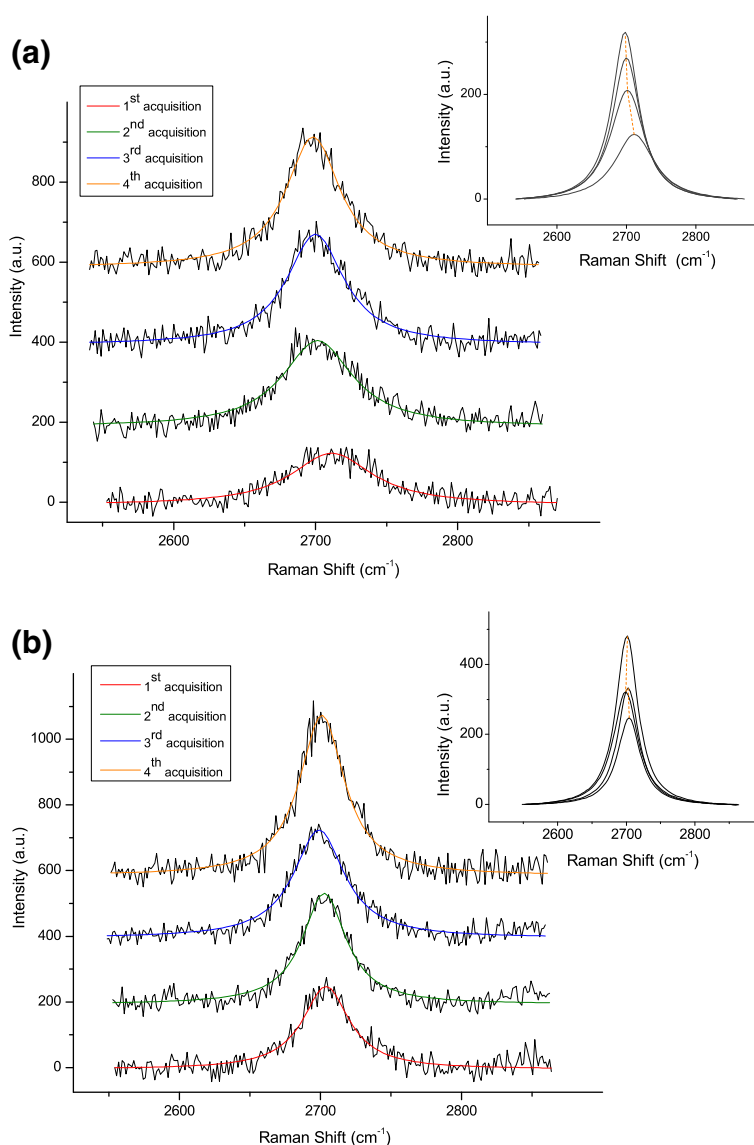 (a)
1st acquisition
2nd acquisition
3rd acquisition
4th acquisition
Intensity (a.u.)
800
600
400
200
0
2600 2700 2800
Raman Shift (cm-1)
Intensity (a.u.)
200
0
2600 2700 2800
Raman Shift (cm-1)
(b)
1st acquisition
2nd acquisition
3rd acquisition
4th acquisition
Intensity (a.u.)
1000
800
600
400
200
0
2600 2700 2800
Raman Shift (cm-1)
Intensity (a.u.)
400
200
0
2600 2700 2800
Raman Shift (cm-1)